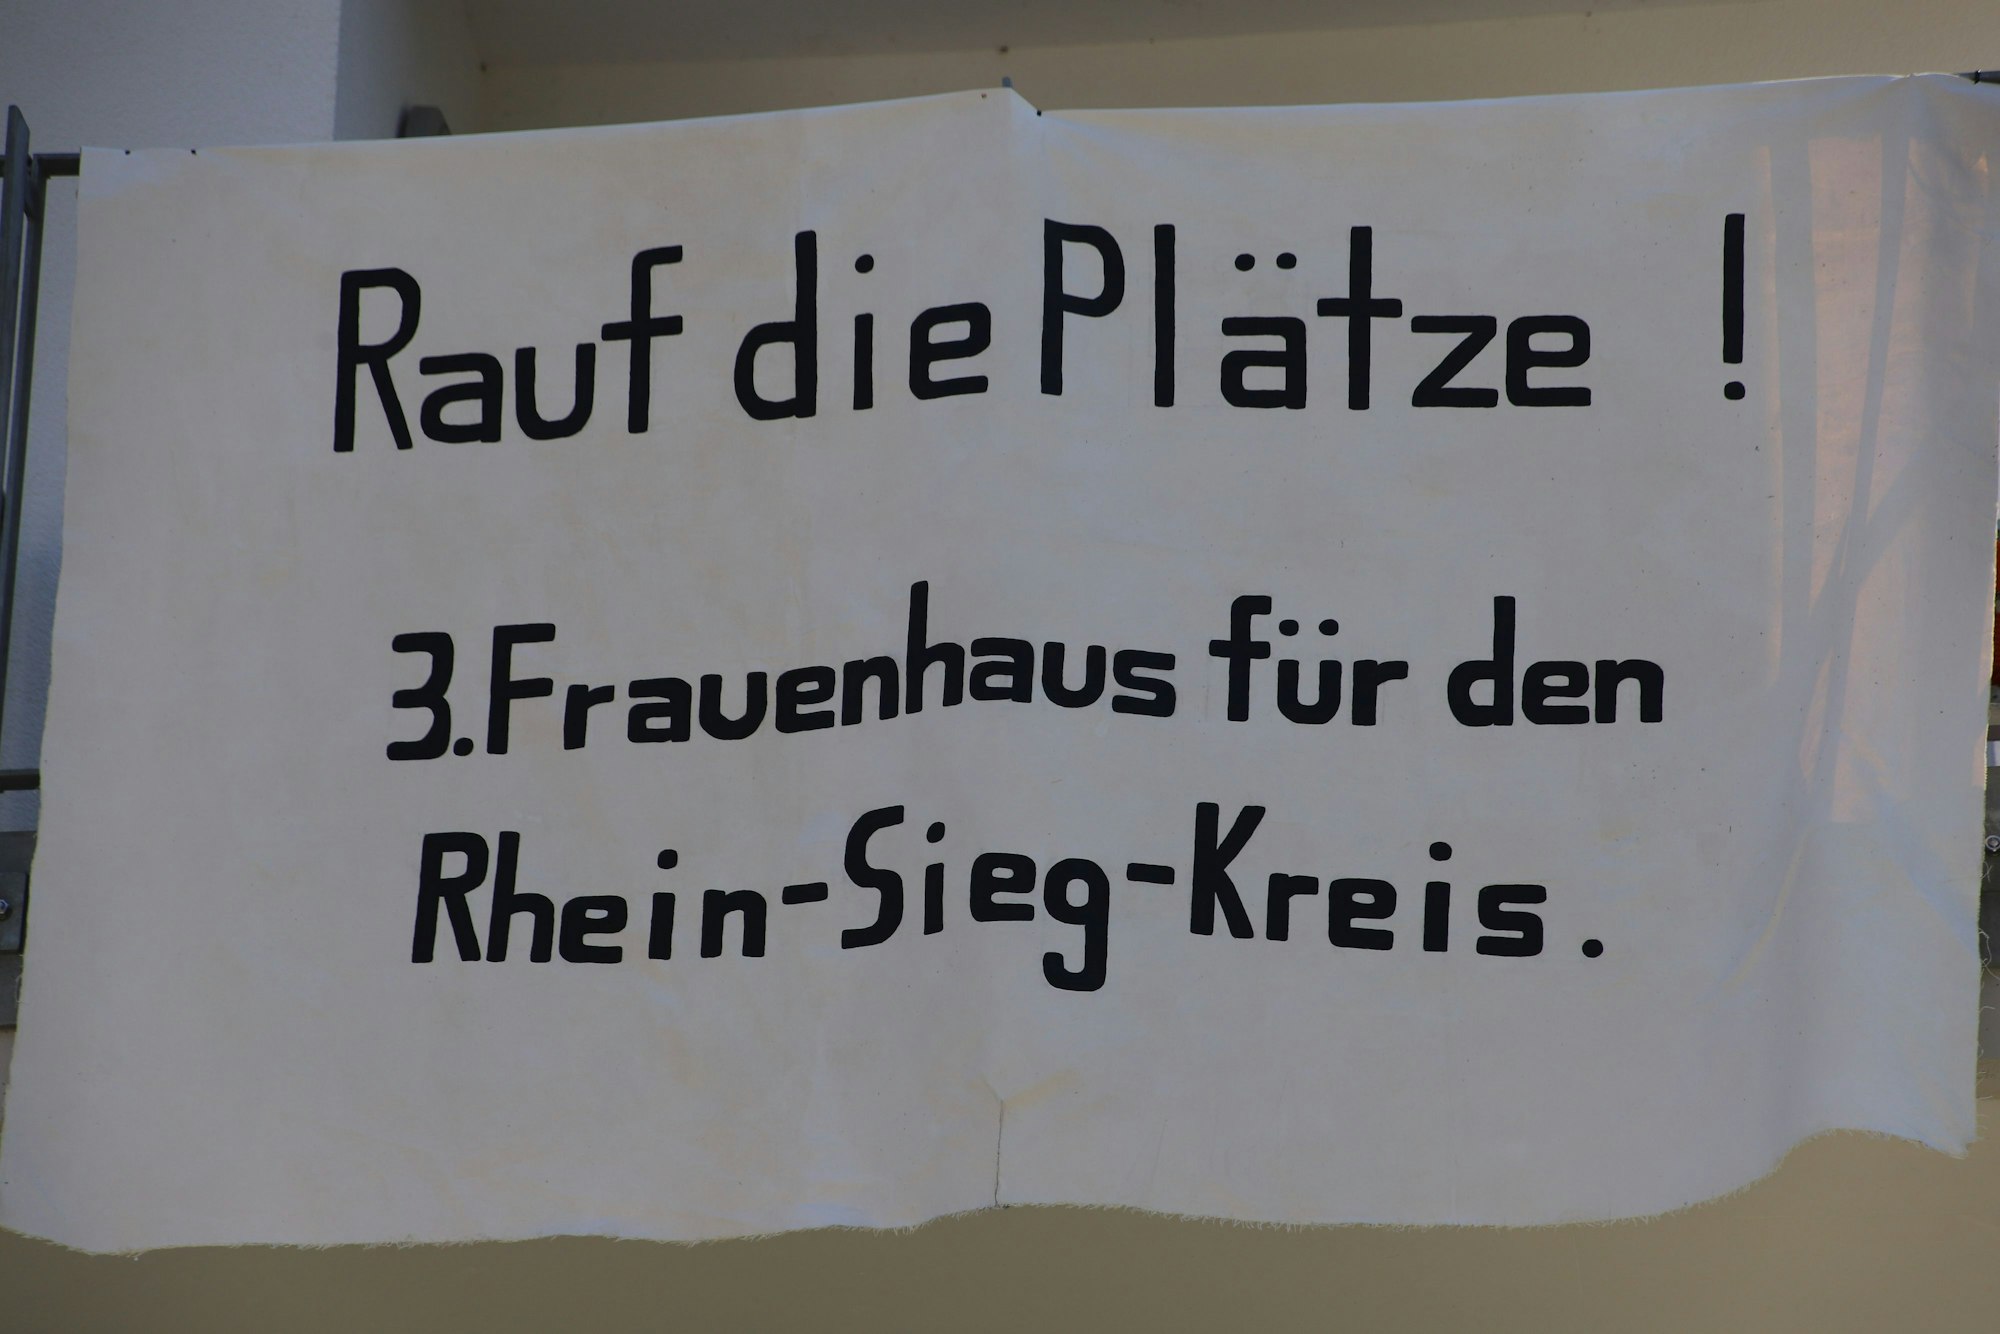 Rauf die Plätze !
3. Frauenhaus für den
Rhein-Sieg-Kreis.